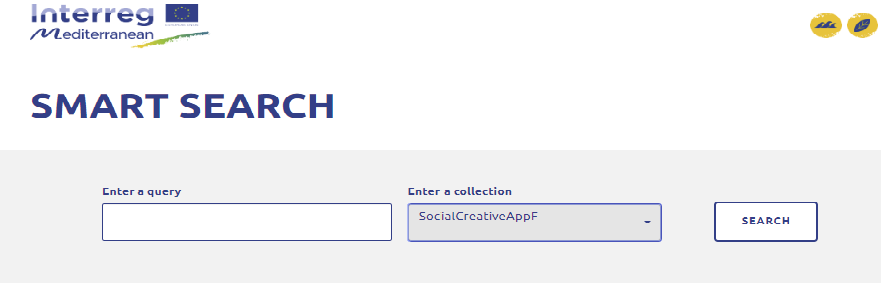 Interreg
Mediterranean
SMART SEARCH
Enter a query
Enter a collection
SocialCreativeAppF
SEARCH